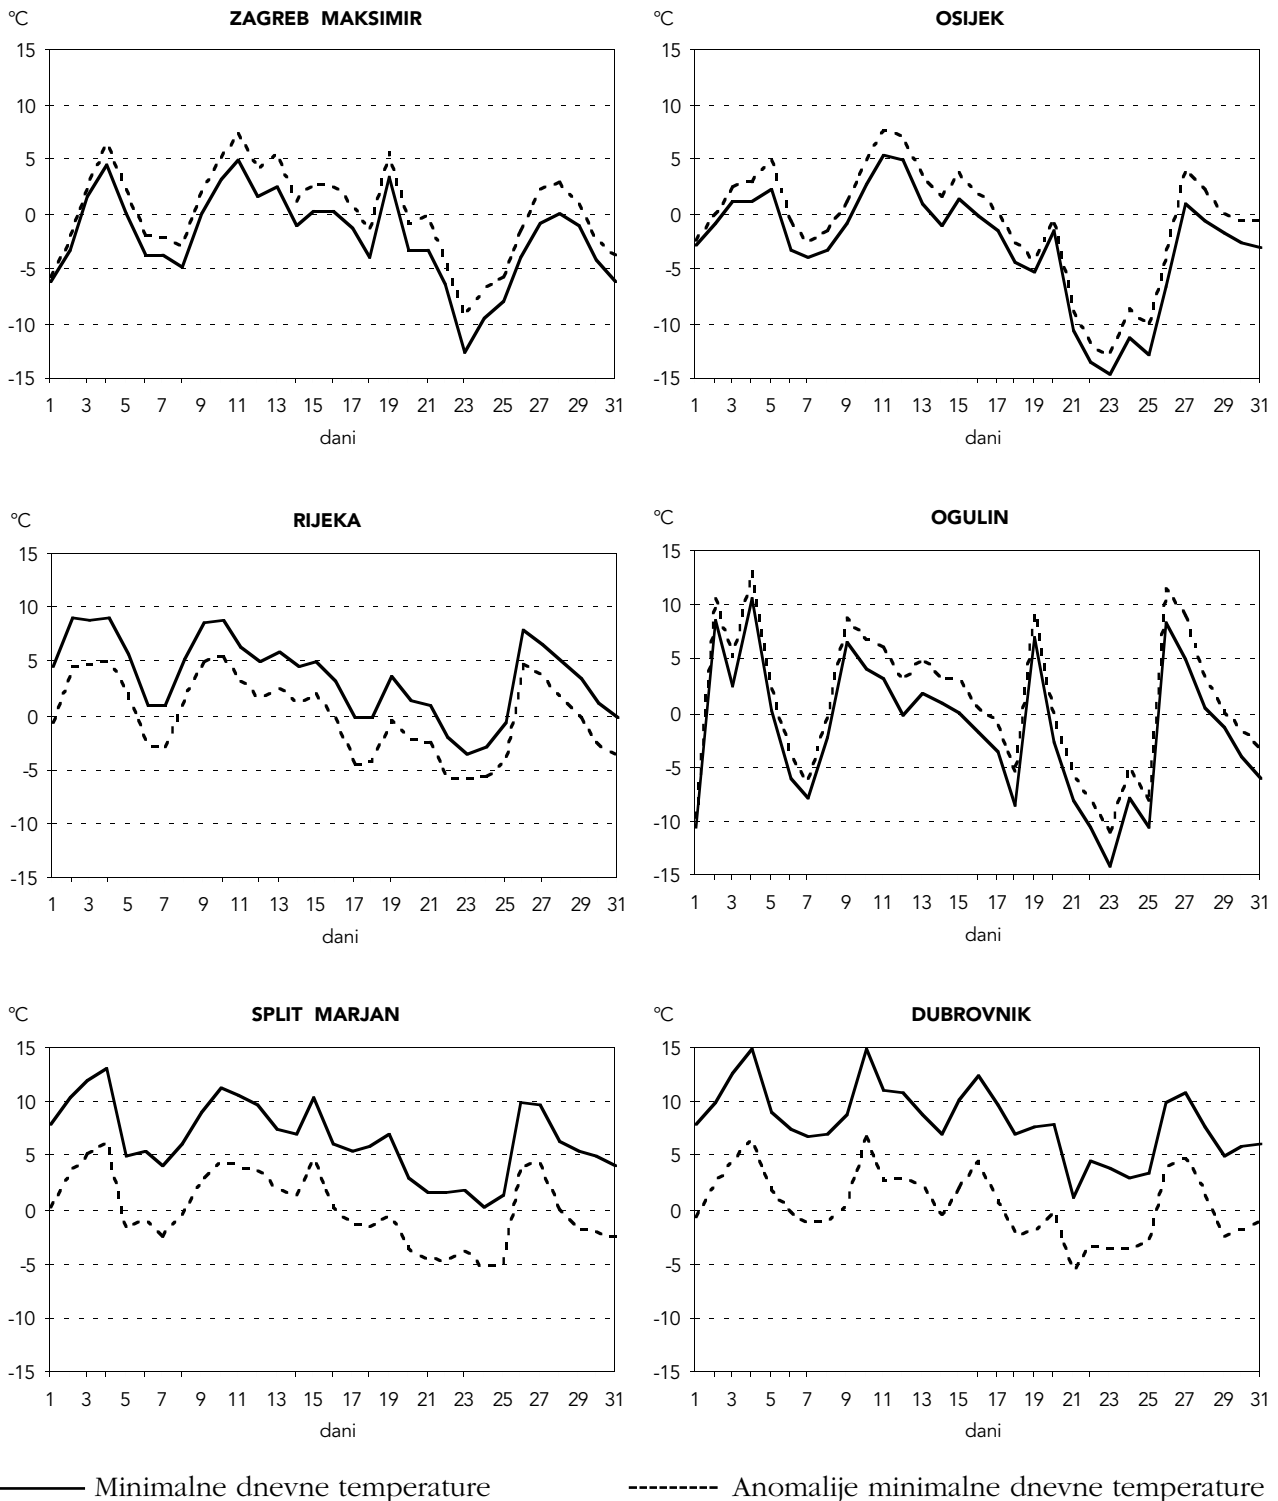 °C ZAGREB MAKSIMIR
15
10
5
0
-5
-10
-15
1 3 5 7 9 11 13 15 17 19 21 23 25 27 29 31
dani
°C OSIJEK
15
10
5
0
-5
-10
-15
1 3 5 7 9 11 13 15 17 19 21 23 25 27 29 31
dani
°C RIJEKA
15
10
5
0
-5
-10
-15
1 3 5 7 9 11 13 15 17 19 21 23 25 27 29 31
dani
°C OGULIN
15
10
5
0
-5
-10
-15
1 3 5 7 9 11 13 15 17 19 21 23 25 27 29 31
dani
°C SPLIT MARJAN
15
10
5
0
-5
-10
-15
1 3 5 7 9 11 13 15 17 19 21 23 25 27 29 31
dani
°C DUBROVNIK
15
10
5
0
-5
-10
-15
1 3 5 7 9 11 13 15 17 19 21 23 25 27 29 31
dani
Minimalne dnevne temperature Anomalije minimalne dnevne temperature